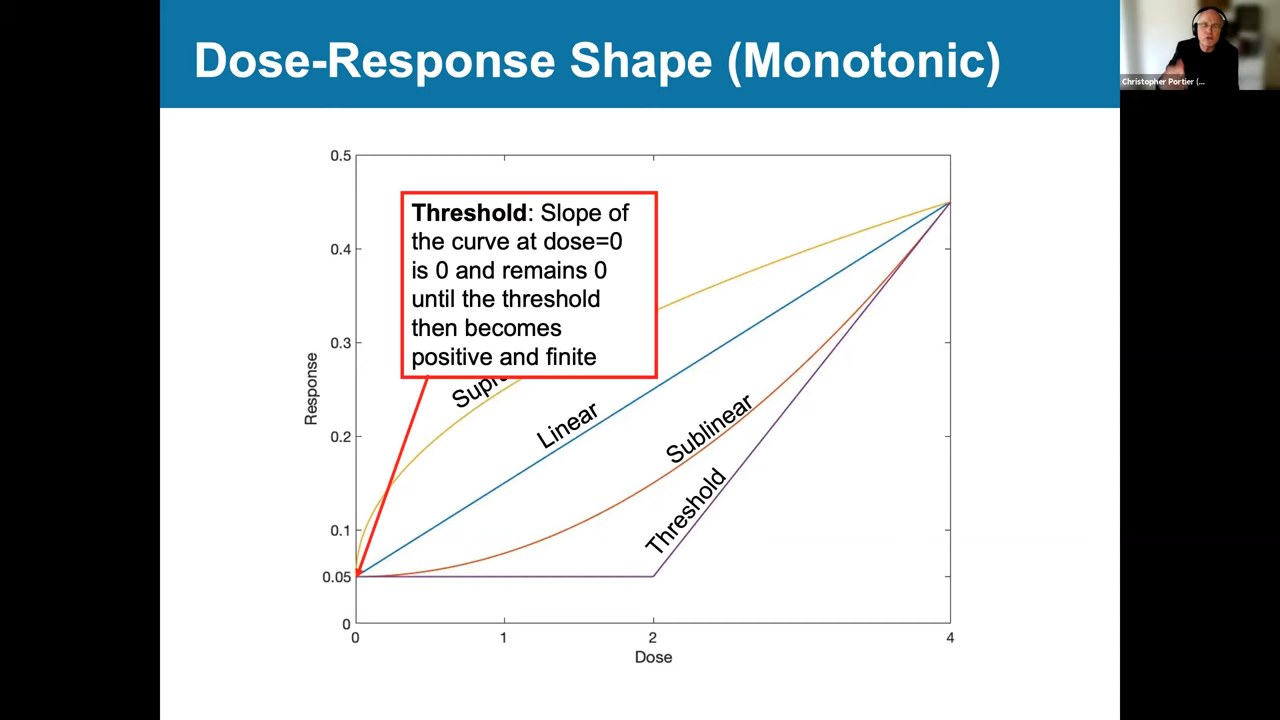 Dose-Response Shape (Monotonic)
Christopher Portier (...
0.5
0.4
0.3
0.2
0.1
0.05
0
Response
Threshold: Slope of
the curve at dose=0
is 0 and remains 0
until the threshold
then becomes
positive and finite
Linear
Sublinear
Threshold
0
1
2
4
Dose